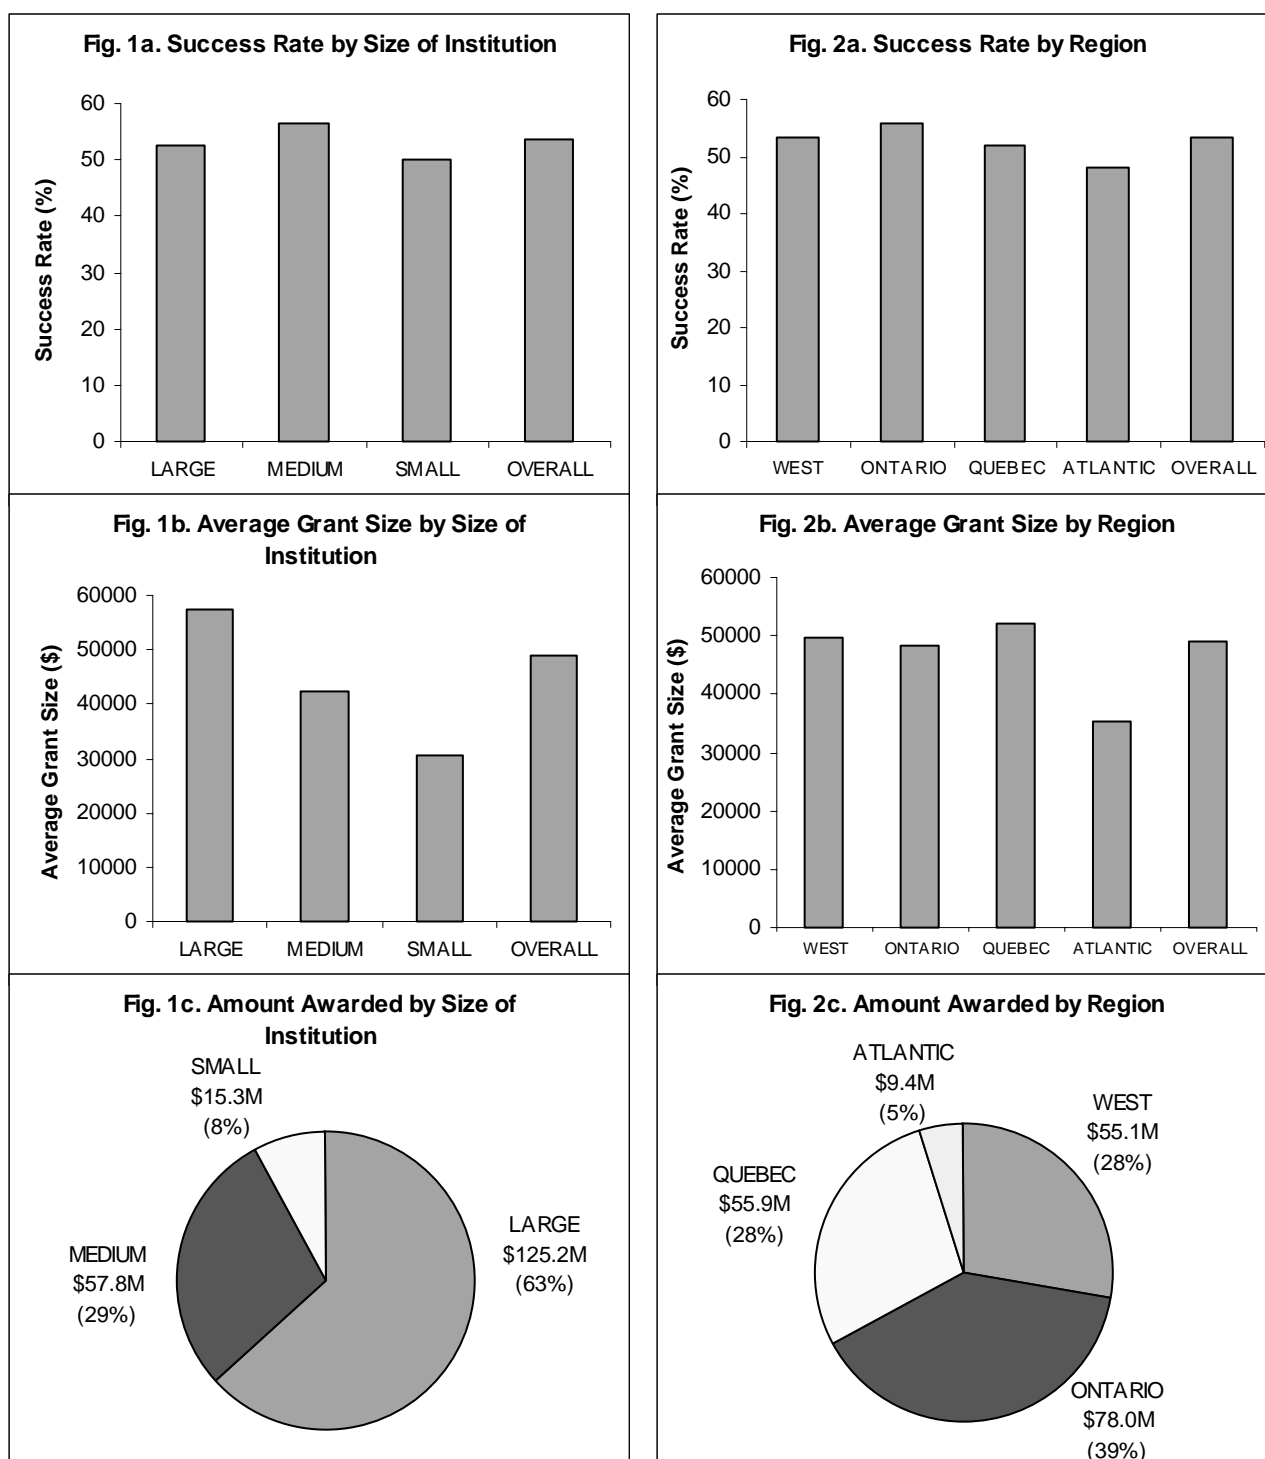 Fig. 1a. Success Rate by Size of Institution
Success Rate (%)
60
50
40
30
20
10
0
LARGE MEDIUM SMALL OVERALL
Fig. 2a. Success Rate by Region
Success Rate (%)
60
50
40
30
20
10
0
WEST ONTARIO QUEBEC ATLANTIC OVERALL
Fig. 1b. Average Grant Size by Size of
Institution
Average Grant Size ($)
60000
50000
40000
30000
20000
10000
0
LARGE MEDIUM SMALL OVERALL
Fig. 2b. Average Grant Size by Region
Average Grant Size ($)
60000
50000
40000
30000
20000
10000
0
WEST ONTARIO QUEBEC ATLANTIC OVERALL
Fig. 1c. Amount Awarded by Size of
Institution
SMALL
$15.3M
(8%)
LARGE
$125.2M
(63%)
MEDIUM
$57.8M
(29%)
Fig. 2c. Amount Awarded by Region
ATLANTIC
$9.4M
(5%)
WEST
$55.1M
(28%)
QUEBEC
$55.9M
(28%)
ONTARIO
$78.0M
(39%)